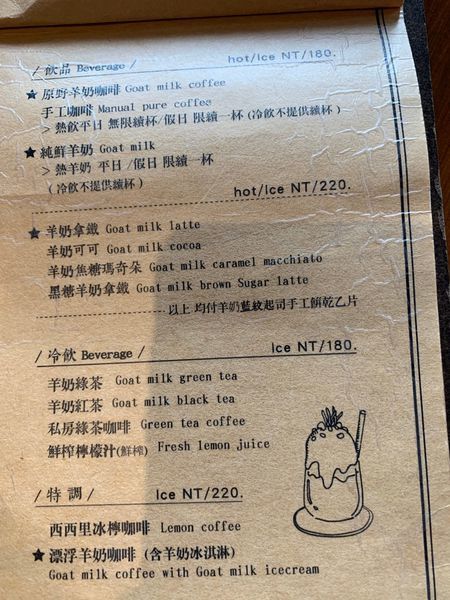 / 飲品 Beverage / hot/Ice NT/180.
★ 原野羊奶咖啡 Goat milk coffee
手工咖啡 Manual pure coffee
> 熱飲平日 無限續杯/假日 限續一杯 (冷飲不提供續杯)
★ 純鮮羊奶 Goat milk
> 熱羊奶 平日/假日 限續一杯
(冷飲不提供續杯)
hot/Ice NT/220.
★ 羊奶拿鐵 Goat milk latte
羊奶可可 Goat milk cocoa
羊奶焦糖瑪奇朵 Goat milk caramel macchiato
黑糖羊奶拿鐵 Goat milk brown Sugar latte
以上 均付羊奶藍紋起司手工餅乾乙片
/ 冷飲 Beverage / Ice NT/180.
羊奶綠茶 Goat milk green tea
羊奶紅茶 Goat milk black tea
私房綠茶咖啡 Green tea coffee
鮮榨檸檬汁(鮮榨) Fresh lemon juice
/ 特調 / Ice NT/220.
西西里冰檸咖啡 Lemon coffee
★ 漂浮羊奶咖啡 (含羊奶冰淇淋)
Goat milk coffee with Goat milk icecream